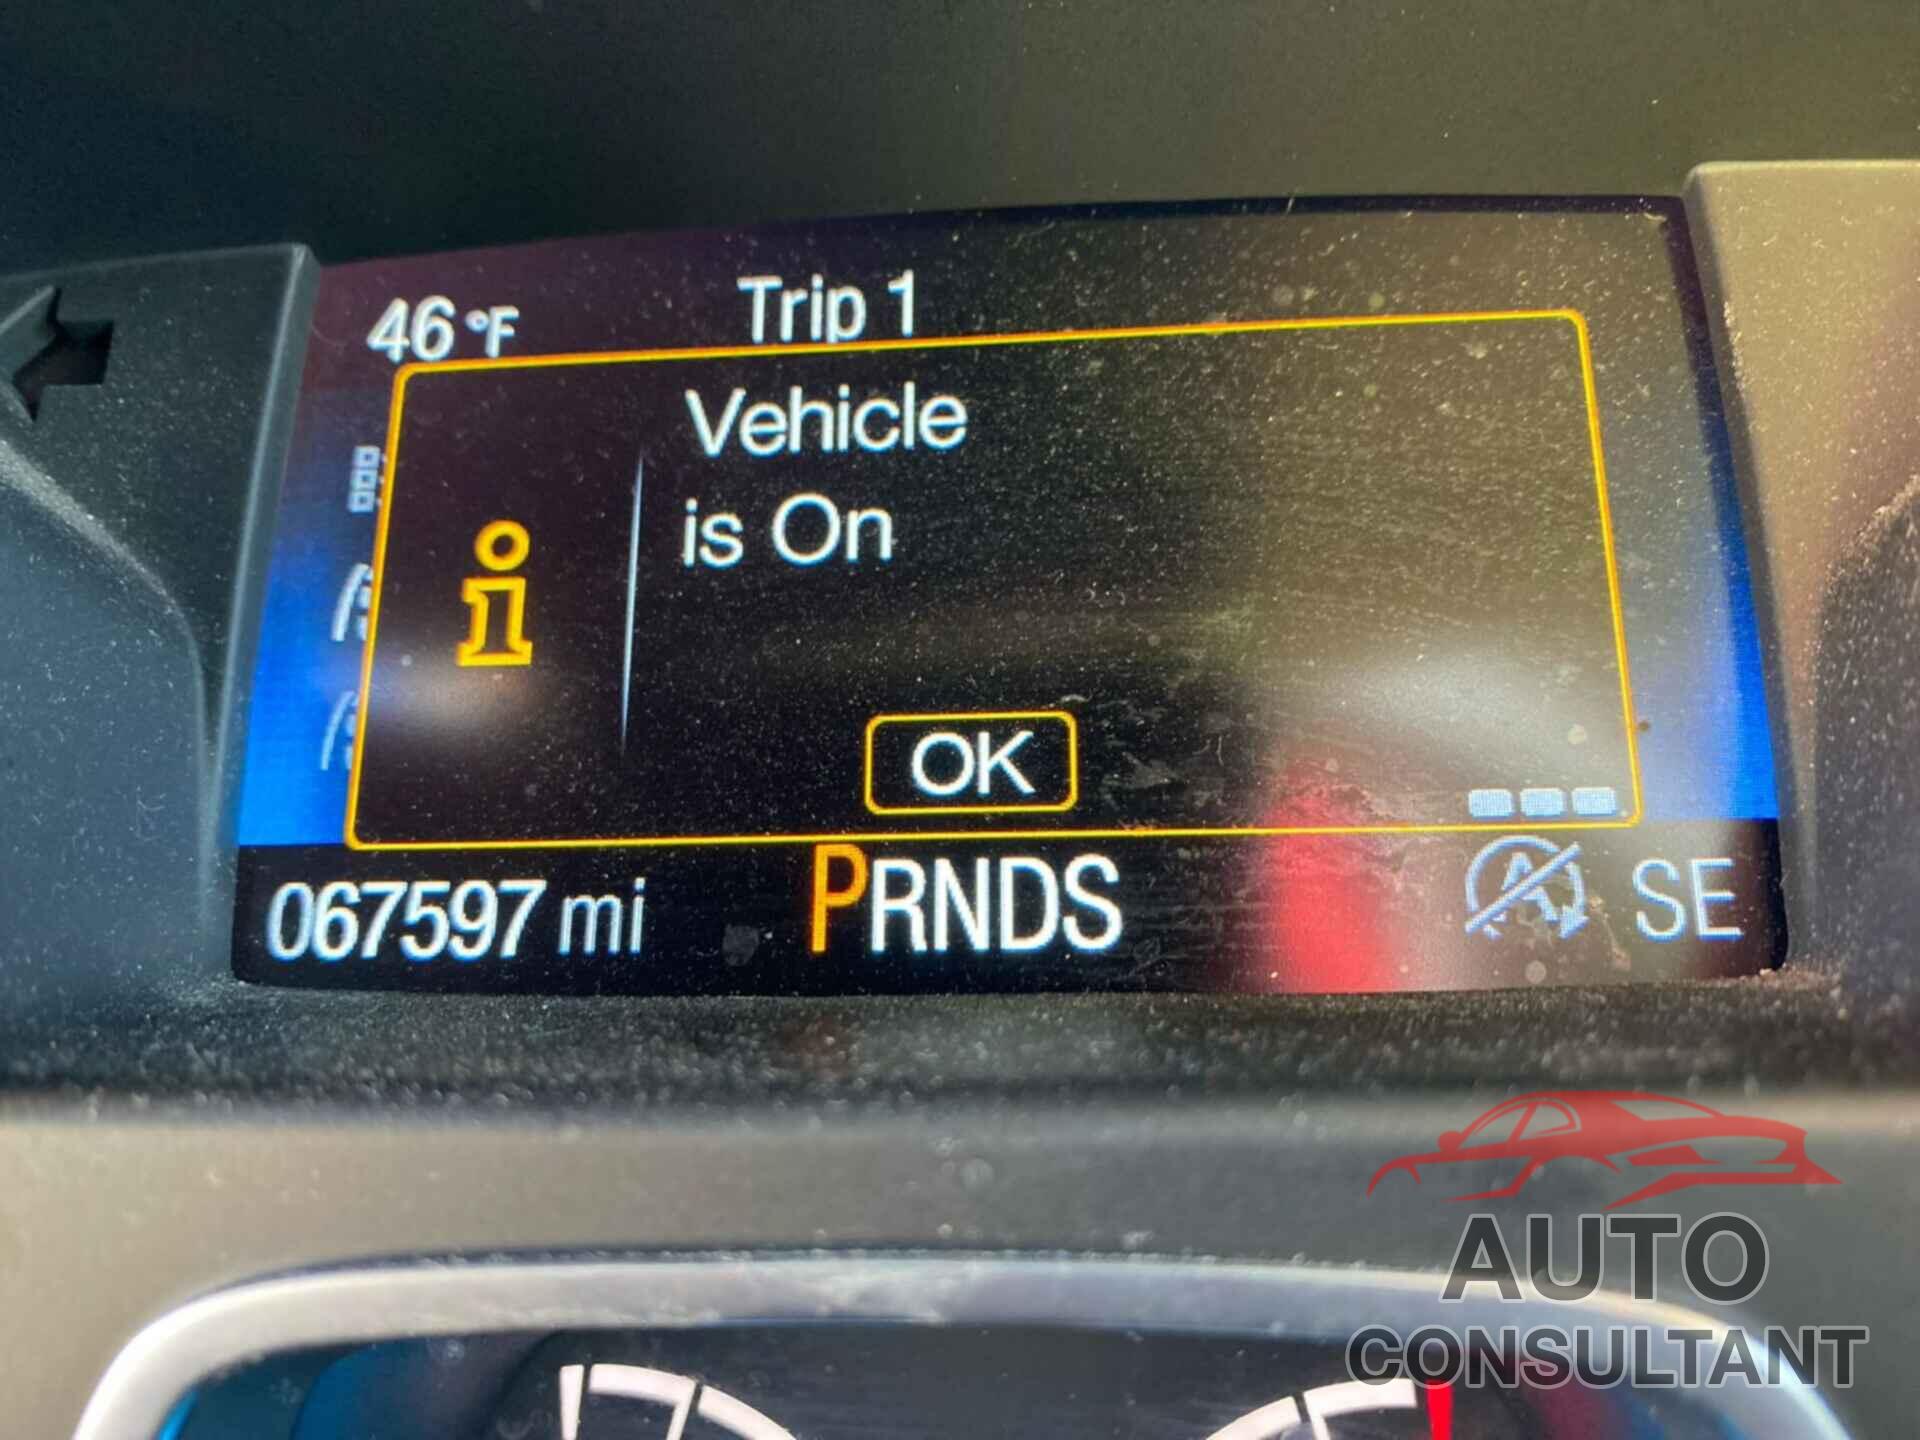 46 °F
Trip 1
Vehicle
is On
OK
067597 mi
PRNDS
A
SE
AUTO
CONSULTANT